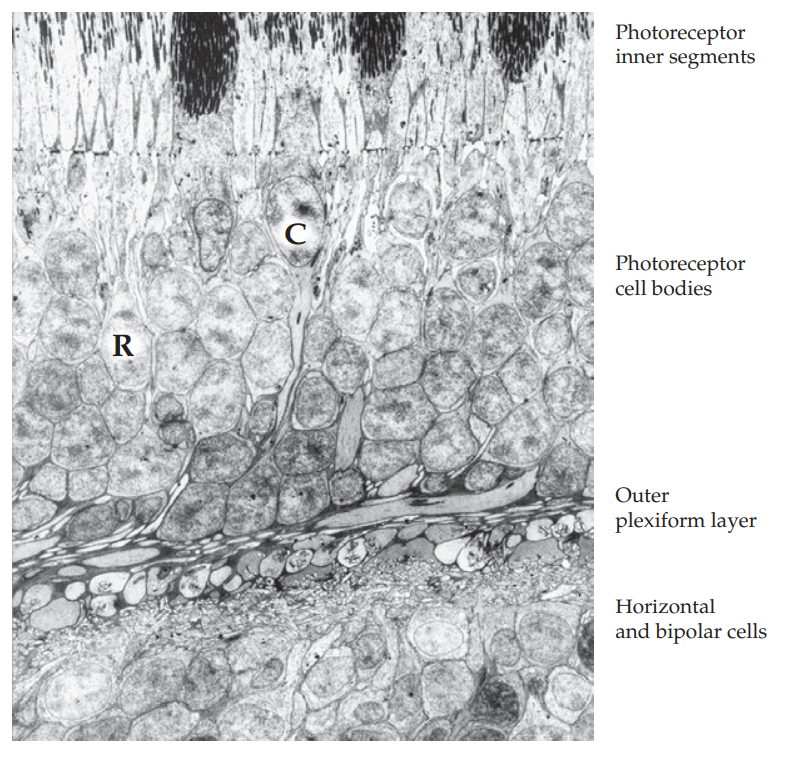 Photoreceptor
inner segments
C
Photoreceptor
cell bodies
R
Outer
plexiform layer
Horizontal
and bipolar cells